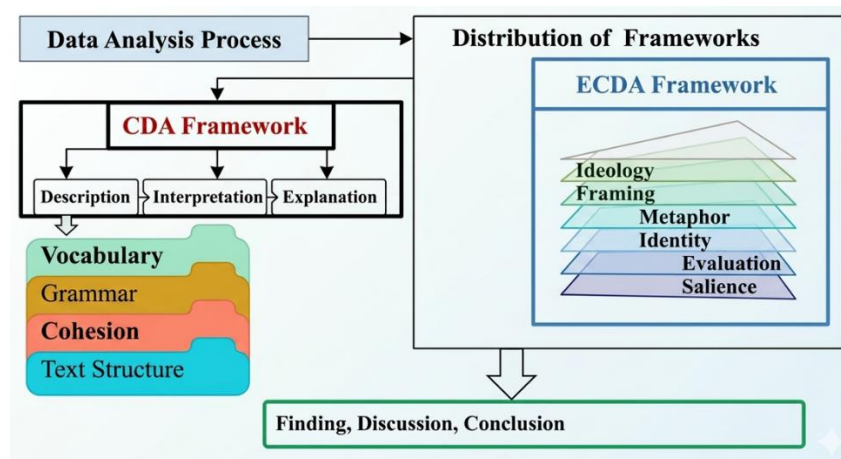 Data Analysis Process
Distribution of Frameworks
ECDA Framework
Ideology
Framing
Metaphor
Identity
Evaluation
Salience
CDA Framework
Description
Interpretation
Explanation
Vocabulary
Grammar
Cohesion
Text Structure
Finding, Discussion, Conclusion